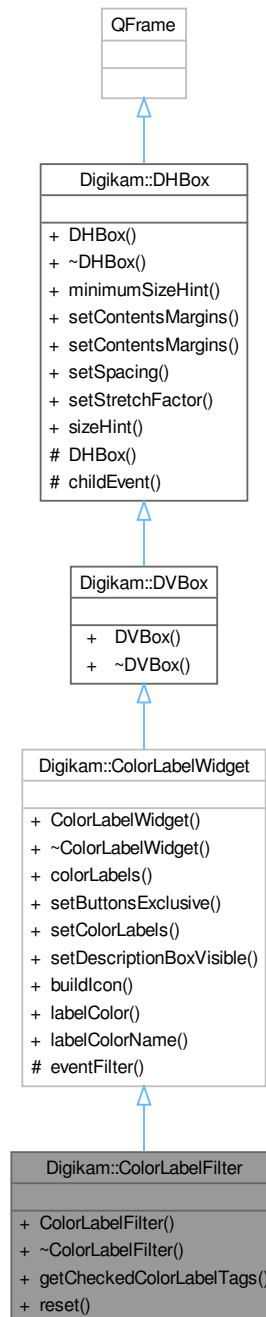 QFrame
Digikam::DHBox
+ DHBox()
+ ~DHBox()
+ minimumSizeHint()
+ setContentsMargins()
+ setContentsMargins()
+ setSpacing()
+ setStretchFactor()
+ sizeHint()
# DHBox()
# childEvent()
Digikam::DVBox
+ DVBox()
+ ~DVBox()
Digikam::ColorLabelWidget
+ ColorLabelWidget()
+ ~ColorLabelWidget()
+ colorLabels()
+ setButtonsExclusive()
+ setColorLabels()
+ setDescriptionBoxVisible()
+ buildIcon()
+ labelColor()
+ labelColorName()
# eventFilter()
Digikam::ColorLabelFilter
+ ColorLabelFilter()
+ ~ColorLabelFilter()
+ getCheckedColorLabelTags()
+ reset()